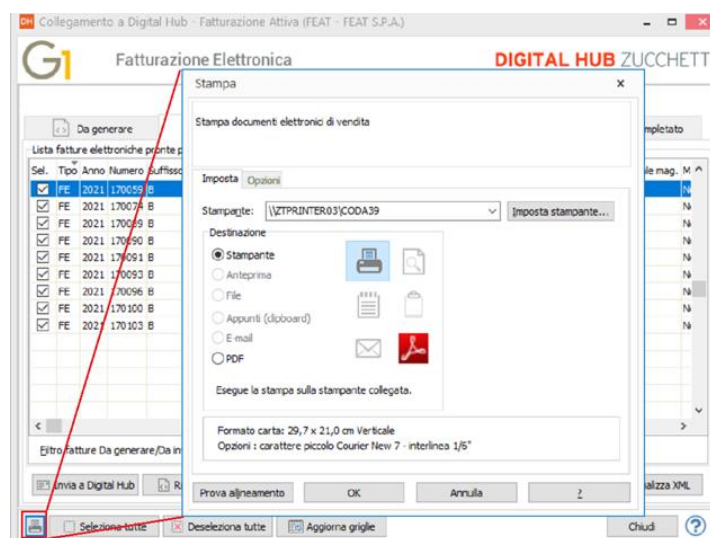 DH Collegamento a Digital Hub - Fatturazione Attiva (FEAT - FEAT S.P.A.)
G1 Fatturazione Elettronica DIGITAL HUB ZUCCHETT
Stampa
Stampa documenti elettronici di vendita
Da generare
mpletato
Lista fatture elettroniche pronte p
Sel. Tipo Anno Numero Suffisso
le mag. M
FE 2021 170059 B
FE 2021 170074 B
FE 2021 170089 B
FE 2021 170090 B
FE 2021 170091 B
FE 2021 170093 B
FE 2021 170096 B
FE 2021 170100 B
FE 2021 170103 B
Imposta Opzioni
Stampante: \\ZTPRINTER03\CODA39 Imposta stampante...
Destinazione
Stampante
Anteprima
File
Appunti (clipboard)
E-mail
PDF
Esegue la stampa sulla stampante collegata.
Formato carta: 29,7 x 21,0 cm Verticale
Opzioni : carattere piccolo Courier New 7 - interlinea 1/6"
Prova allineamento OK Annulla ?
Filtro fatture Da generare/Da in
Invia a Digital Hub R
alizza XML
Seleziona tutte Deseleziona tutte Aggiorna griglie Chiudi ?